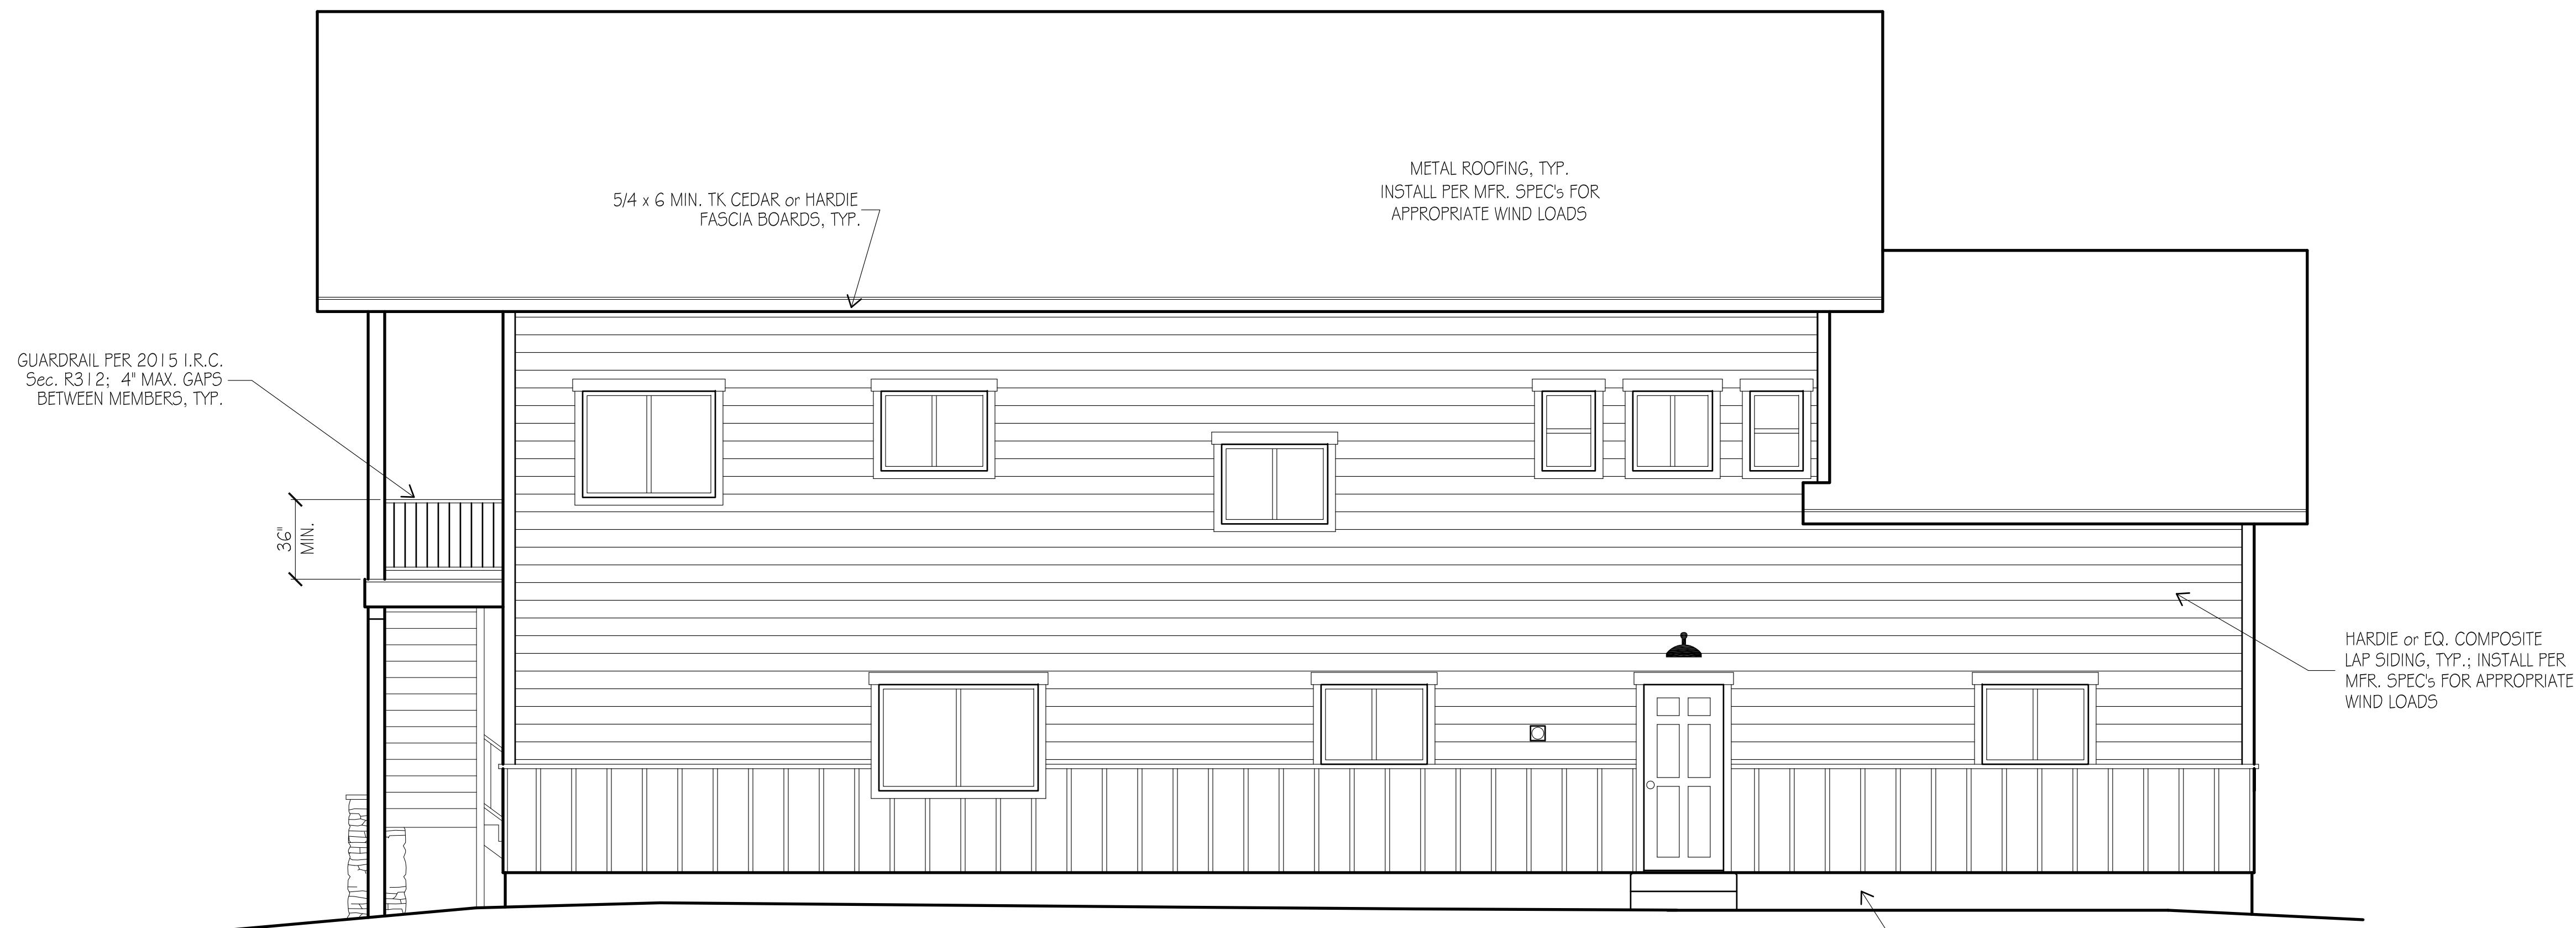 METAL ROOFING, TYP.
INSTALL PER MFR. SPEC's FOR
APPROPRIATE WIND LOADS
5/4 x 6 MIN. TK CEDAR or HARDIE
FASCIA BOARDS, TYP.
GUARDRAIL PER 2015 I.R.C.
Sec. R312; 4" MAX. GAPS
BETWEEN MEMBERS, TYP.
36"
MIN.
HARDIE or EQ. COMPOSITE
LAP SIDING, TYP.; INSTALL PER
MFR. SPEC's FOR APPROPRIATE
WIND LOADS